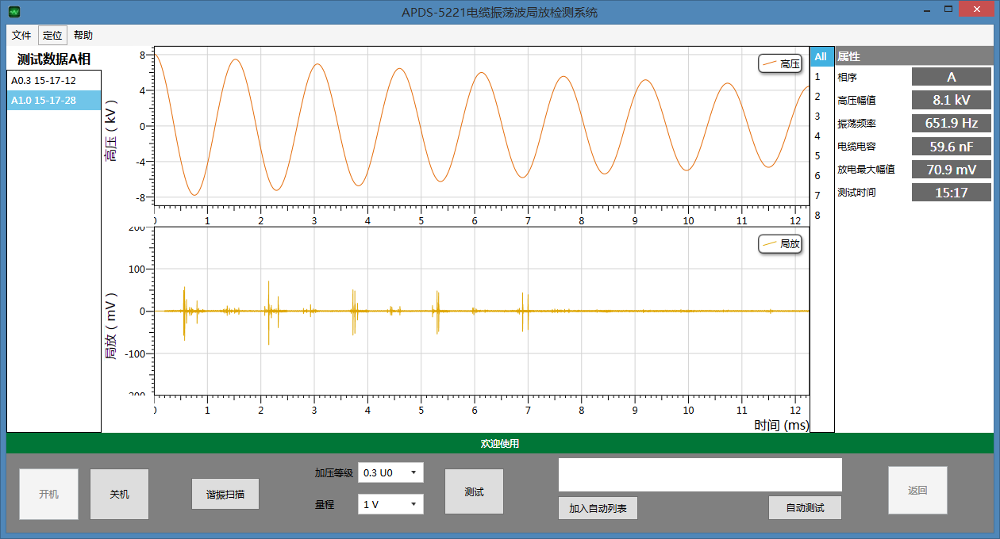 APDS-5221电缆振荡波局放检测系统
文件 定位 帮助
测试数据A相
A0.3 15-17-12
A1.0 15-17-28
高压 ( kV )
8
4
0
-4
-8
高压
0 1 2 3 4 5 6 7 8 9 10 11 12
局放 ( mV )
200
100
0
-100
-200
局放
0 1 2 3 4 5 6 7 8 9 10 11 12
时间 (ms)
All
1
2
3
4
5
6
7
8
属性
相序 A
高压幅值 8.1 kV
振荡频率 651.9 Hz
电缆电容 59.6 nF
放电最大幅值 70.9 mV
测试时间 15:17
欢迎使用
开机
关机
谐振扫描
加压等级 0.3 U0
量程 1 V
测试
加入自动列表
自动测试
返回